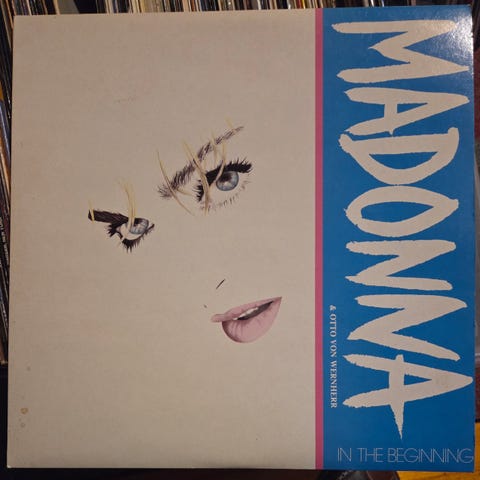 MADONNA
& OTTO VON WERNHERR
IN THE BEGINNING